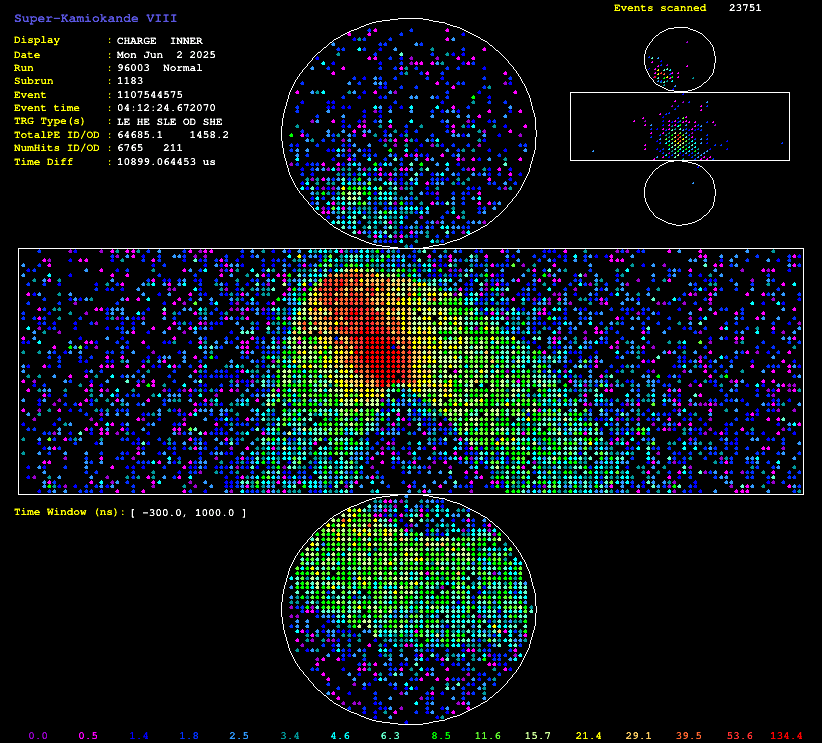 Super-Kamiokande VIII
Events scanned 23751
Display : CHARGE INNER
Date : Mon Jun 2 2025
Run : 96003 Normal
Subrun : 1183
Event : 1107544575
Event time : 04:12:24.672070
TRG Type(s) : LE HE SLE OD SHE
TotalPE ID/OD : 64685.1 1458.2
NumHits ID/OD : 6765 211
Time Diff : 10899.064453 us
Time Window (ns): [ -300.0, 1000.0 ]
0.0 0.5 1.4 1.8 2.5 3.4 4.6 6.3 8.5 11.6 15.7 21.4 29.1 39.5 53.6 134.4